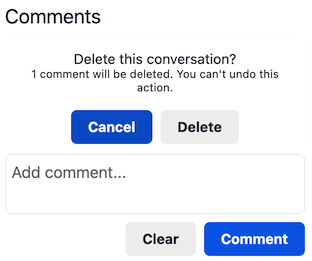 Comments
Delete this conversation?
1 comment will be deleted. You can't undo this
action.
Cancel
Delete
Add comment...
Clear
Comment